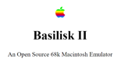 Basilisk II
An Open Source 68k Macintosh Emulator